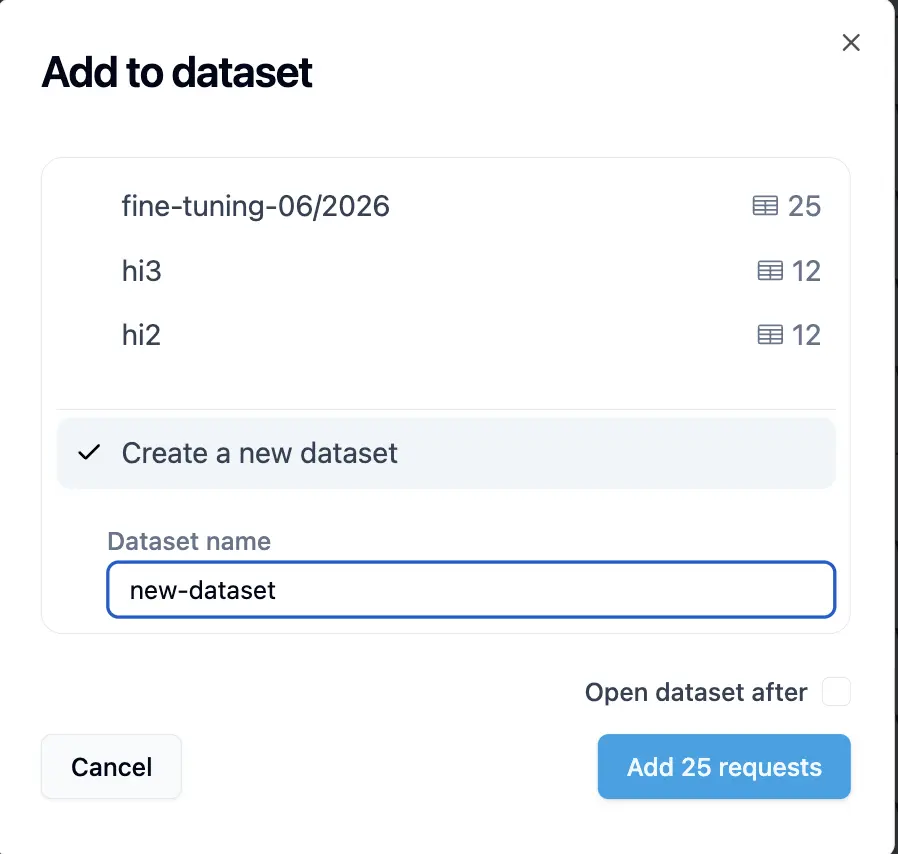 Add to dataset
fine-tuning-06/2026 25
hi3 12
hi2 12
Create a new dataset
Dataset name
new-dataset
Open dataset after
Cancel Add 25 requests